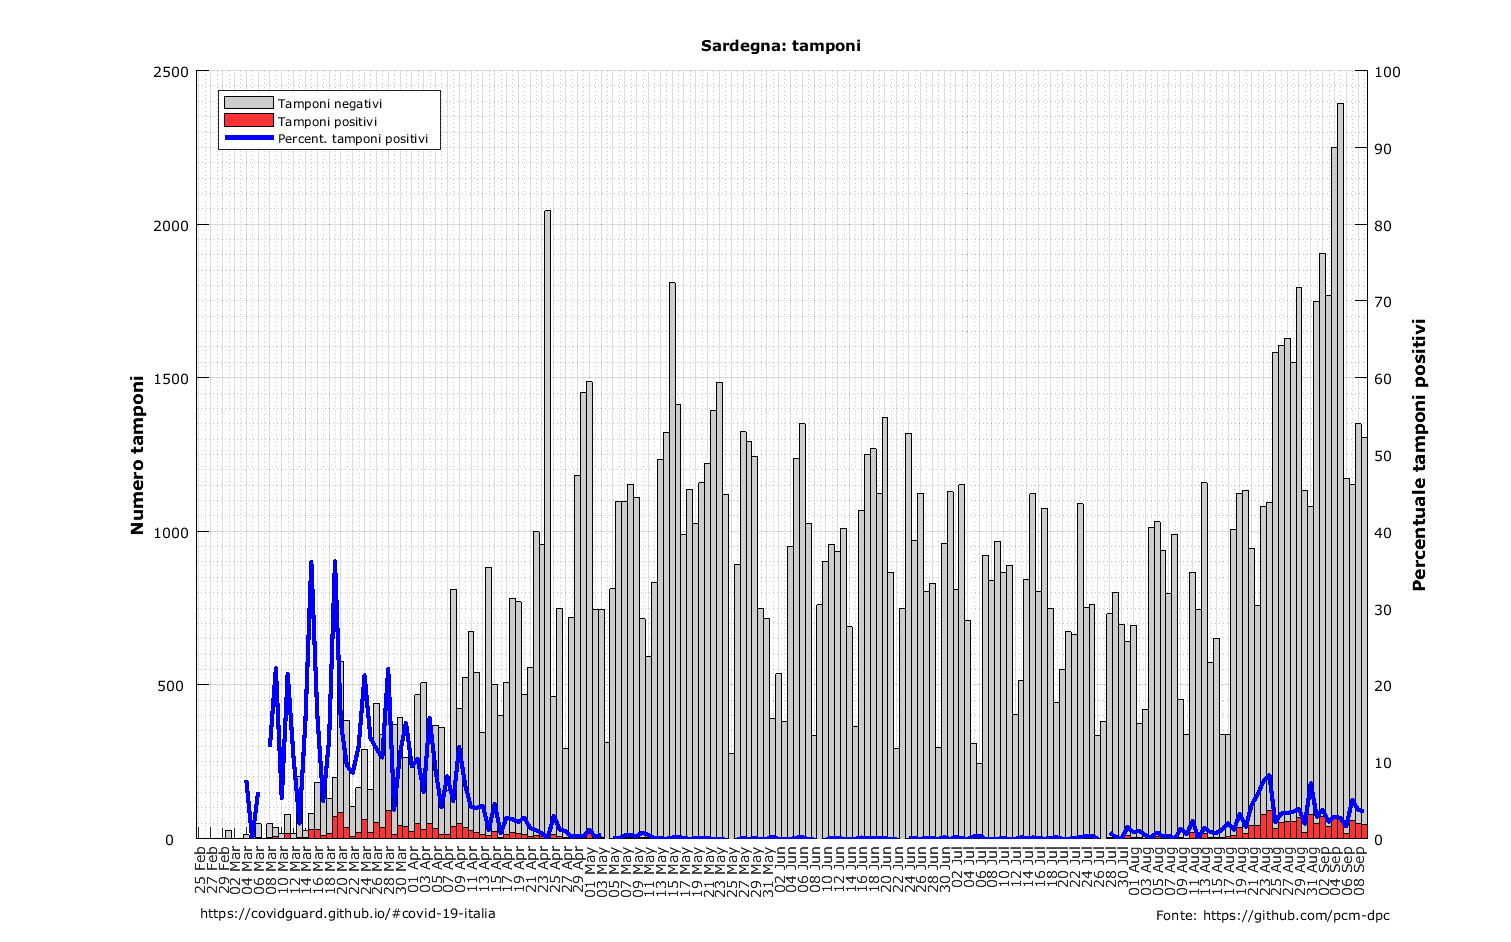 Sardegna: tamponi
2500
2000
1500
1000
500
0
Numero tamponi
Tamponi negativi
Tamponi positivi
Percent. tamponi positivi
100
90
80
70
60
50
40
30
20
10
0
Percentuale tamponi positivi
25 Feb
27 Feb
29 Feb
02 Mar
04 Mar
06 Mar
08 Mar
10 Mar
12 Mar
14 Mar
16 Mar
18 Mar
20 Mar
22 Mar
24 Mar
26 Mar
28 Mar
30 Mar
01 Apr
03 Apr
05 Apr
07 Apr
09 Apr
11 Apr
13 Apr
15 Apr
17 Apr
19 Apr
21 Apr
23 Apr
25 Apr
27 Apr
29 Apr
01 May
03 May
05 May
07 May
09 May
11 May
13 May
15 May
17 May
19 May
21 May
23 May
25 May
27 May
29 May
31 May
02 Jun
04 Jun
06 Jun
08 Jun
10 Jun
12 Jun
14 Jun
16 Jun
18 Jun
20 Jun
22 Jun
24 Jun
26 Jun
28 Jun
30 Jun
02 Jul
04 Jul
06 Jul
08 Jul
10 Jul
12 Jul
14 Jul
16 Jul
18 Jul
20 Jul
22 Jul
24 Jul
26 Jul
28 Jul
30 Jul
01 Aug
03 Aug
05 Aug
07 Aug
09 Aug
11 Aug
13 Aug
15 Aug
17 Aug
19 Aug
21 Aug
23 Aug
25 Aug
27 Aug
29 Aug
31 Aug
02 Sep
04 Sep
06 Sep
08 Sep
https://covidguard.github.io/#covid-19-italia
Fonte: https://github.com/pcm-dpc